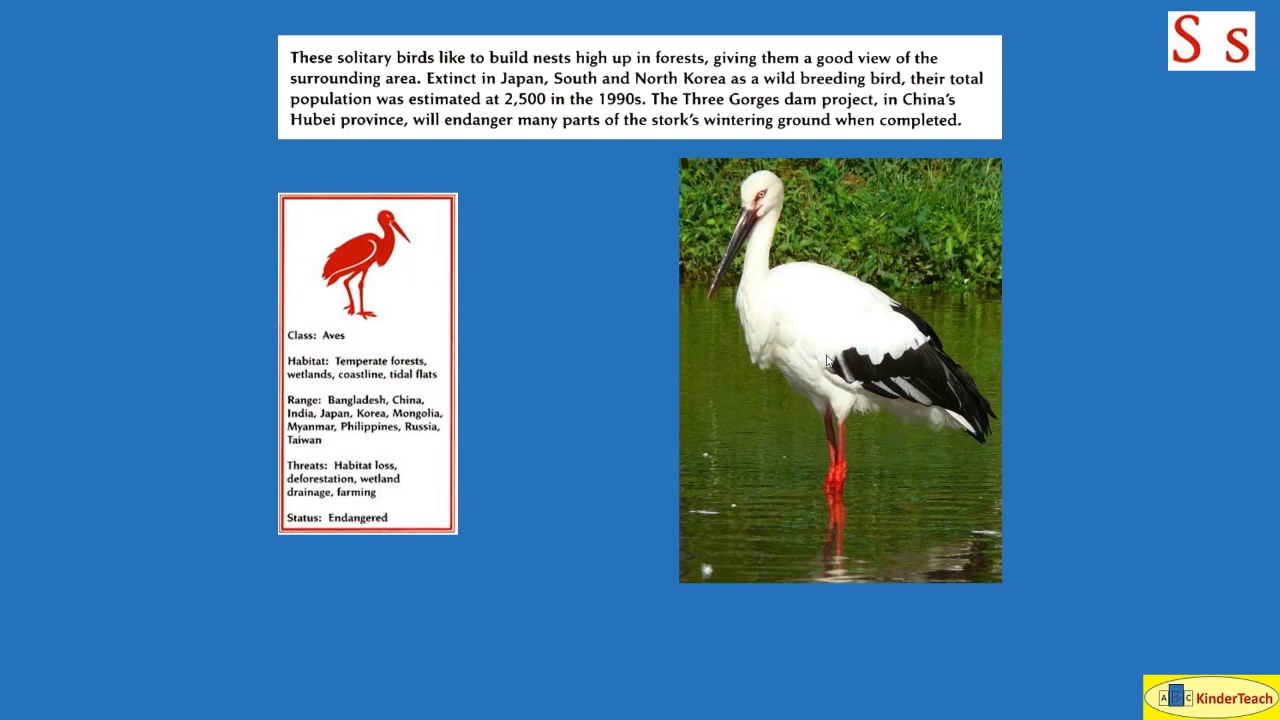 S s
These solitary birds like to build nests high up in forests, giving them a good view of the
surrounding area. Extinct in Japan, South and North Korea as a wild breeding bird, their total
population was estimated at 2,500 in the 1990s. The Three Gorges dam project, in China's
Hubei province, will endanger many parts of the stork's wintering ground when completed.
Class: Aves
Habitat: Temperate forests,
wetlands, coastline, tidal flats
Range: Bangladesh, China,
India, Japan, Korea, Mongolia,
Myanmar, Philippines, Russia,
Taiwan
Threats: Habitat loss,
deforestation, wetland
drainage, farming
Status: Endangered
ABC KinderTeach